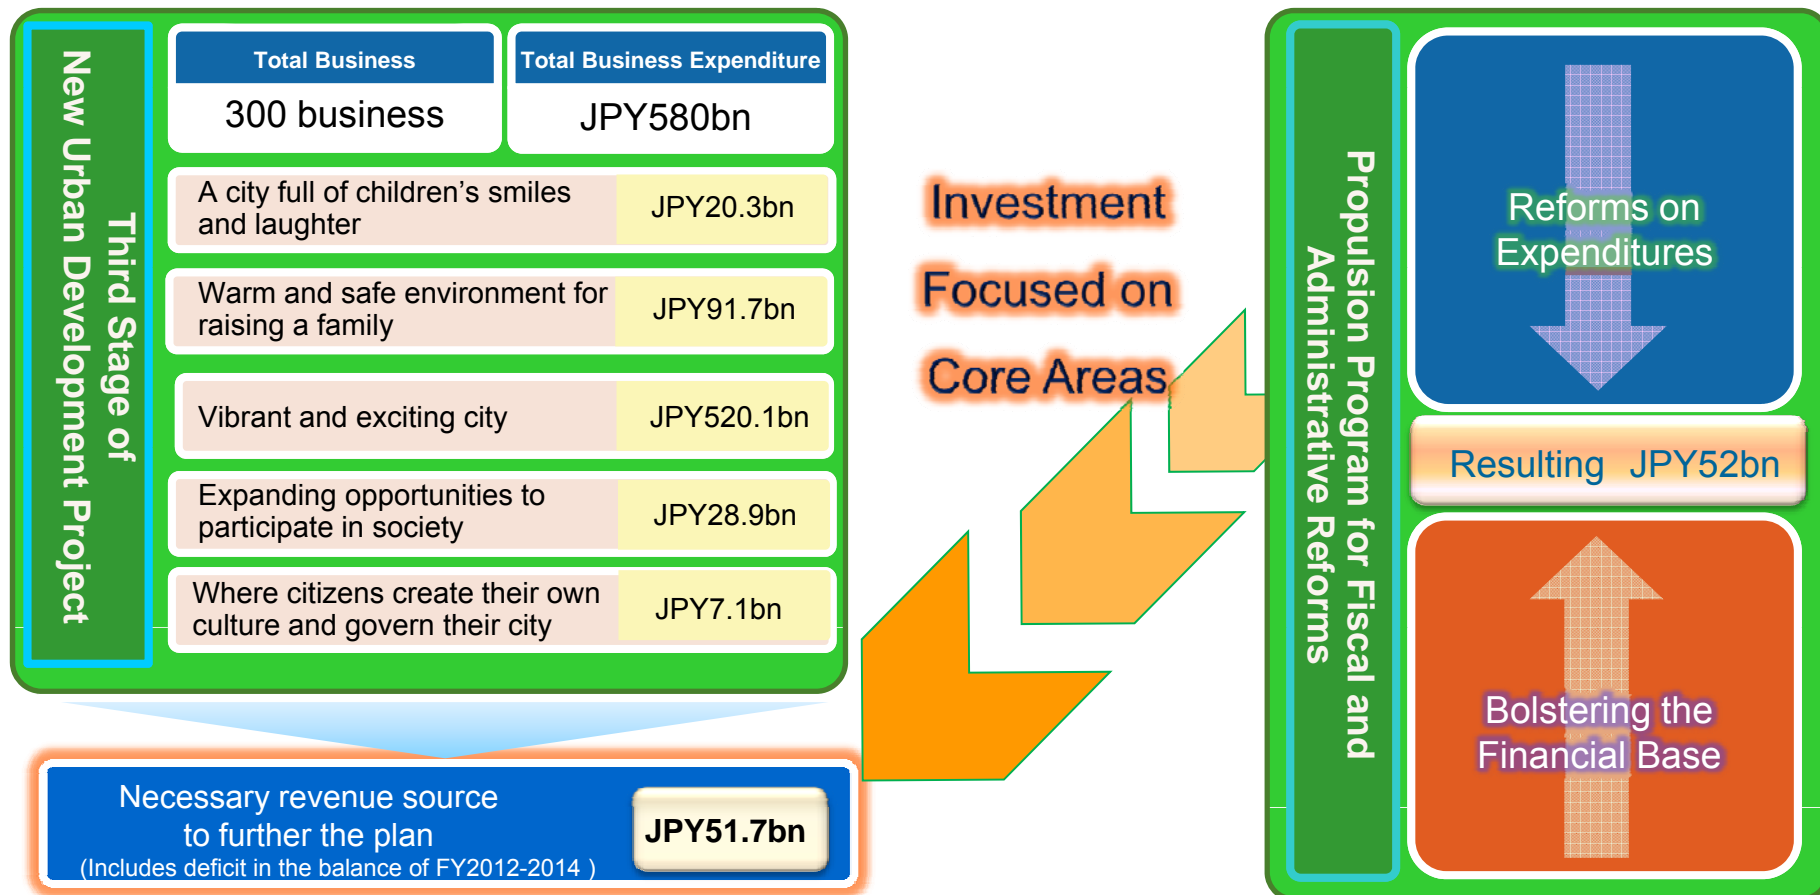 Third Stage of
New Urban Development Project
Total Business
300 business
Total Business Expenditure
JPY580bn
A city full of children's smiles
and laughter
JPY20.3bn
Warm and safe environment for
raising a family
JPY91.7bn
Vibrant and exciting city
JPY520.1bn
Expanding opportunities to
participate in society
JPY28.9bn
Where citizens create their own
culture and govern their city
JPY7.1bn
Necessary revenue source
to further the plan
(Includes deficit in the balance of FY2012-2014 )
JPY51.7bn
Investment
Focused on
Core Areas
Propulsion Program for Fiscal and
Administrative Reforms
Reforms on
Expenditures
Resulting JPY52bn
Bolstering the
Financial Base